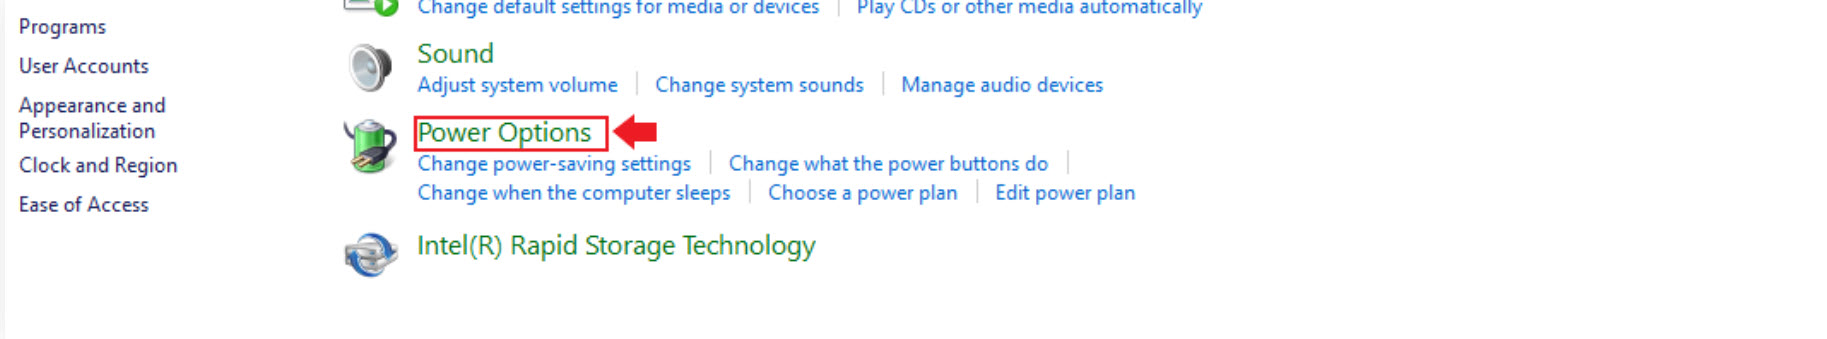 Programs
User Accounts
Appearance and
Personalization
Clock and Region
Ease of Access
Change default settings for media or devices Play CDs or other media automatically
Sound
Adjust system volume Change system sounds Manage audio devices
Power Options
Change power-saving settings Change what the power buttons do
Change when the computer sleeps Choose a power plan Edit power plan
Intel(R) Rapid Storage Technology